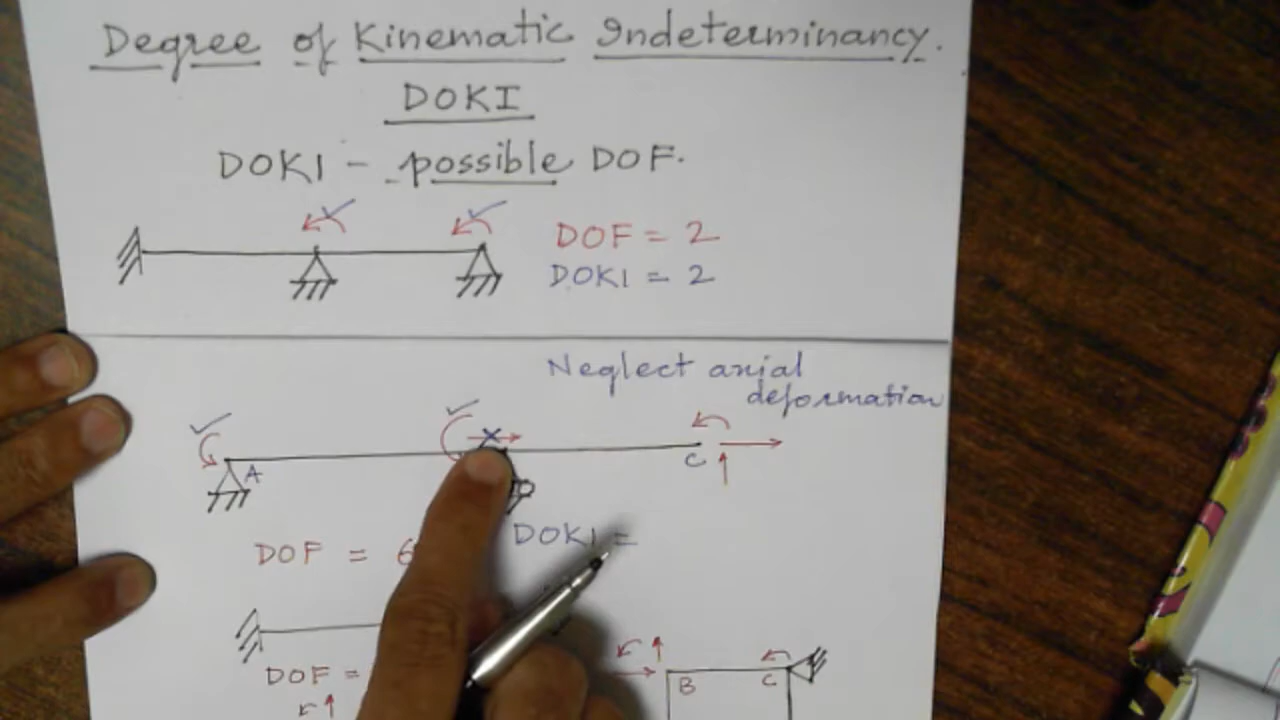 Degree of Kinematic Indeterminancy.
DOKI
DOKI - possible DOF.
DOF = 2
DOKI = 2
Neglect axial
deformation
A
C
DOKI =
DOF = 6
DOF =
B C